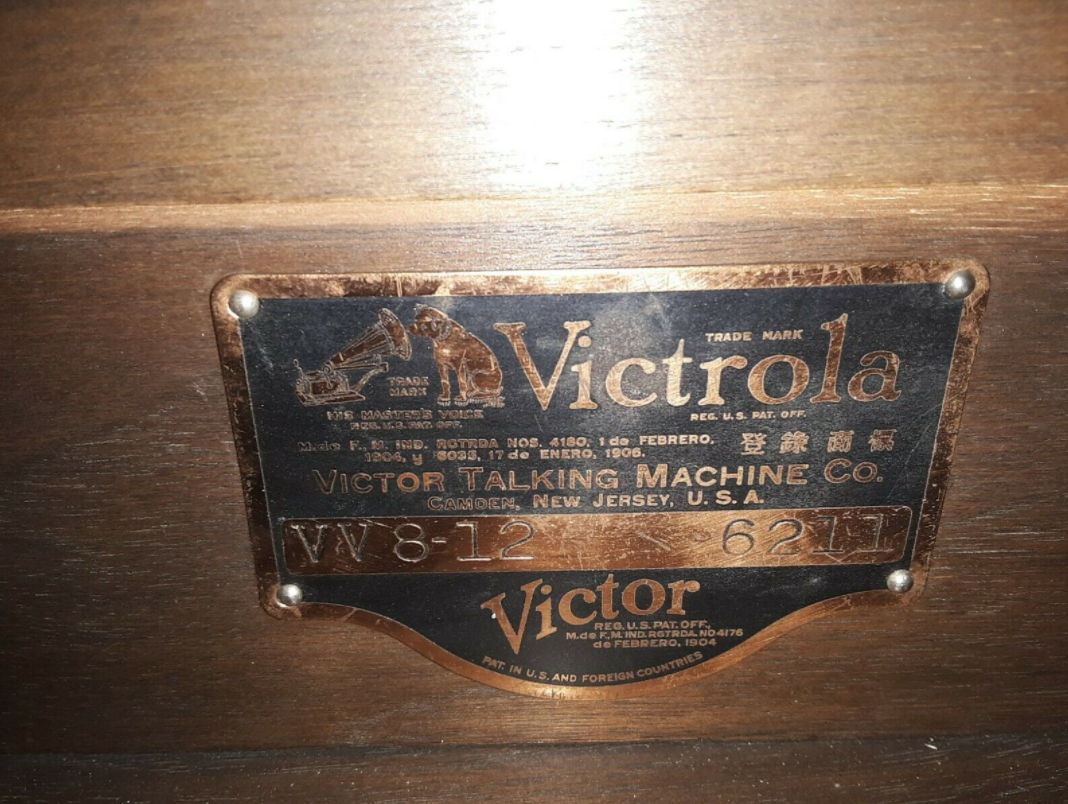 Victrola
TRADE MARK
TRADE
MARK
HIS MASTER'S VOICE
REG. U.S. PAT. OFF.
REG. U.S. PAT. OFF.
M.de F., M. IND. RGTRDA NOS. 4180, 1 de FEBRERO.
1904, y 6033, 17 de ENERO, 1906.
登錄商標
VICTOR TALKING MACHINE CO.
CAMDEN, NEW JERSEY, U.S.A.
VV 8-12 6211
Victor
REG. U.S. PAT. OFF.,
M.de F., M. IND. RGTRDA. NO 4176
de FEBRERO, 1904
PAT. IN U.S. AND FOREIGN COUNTRIES